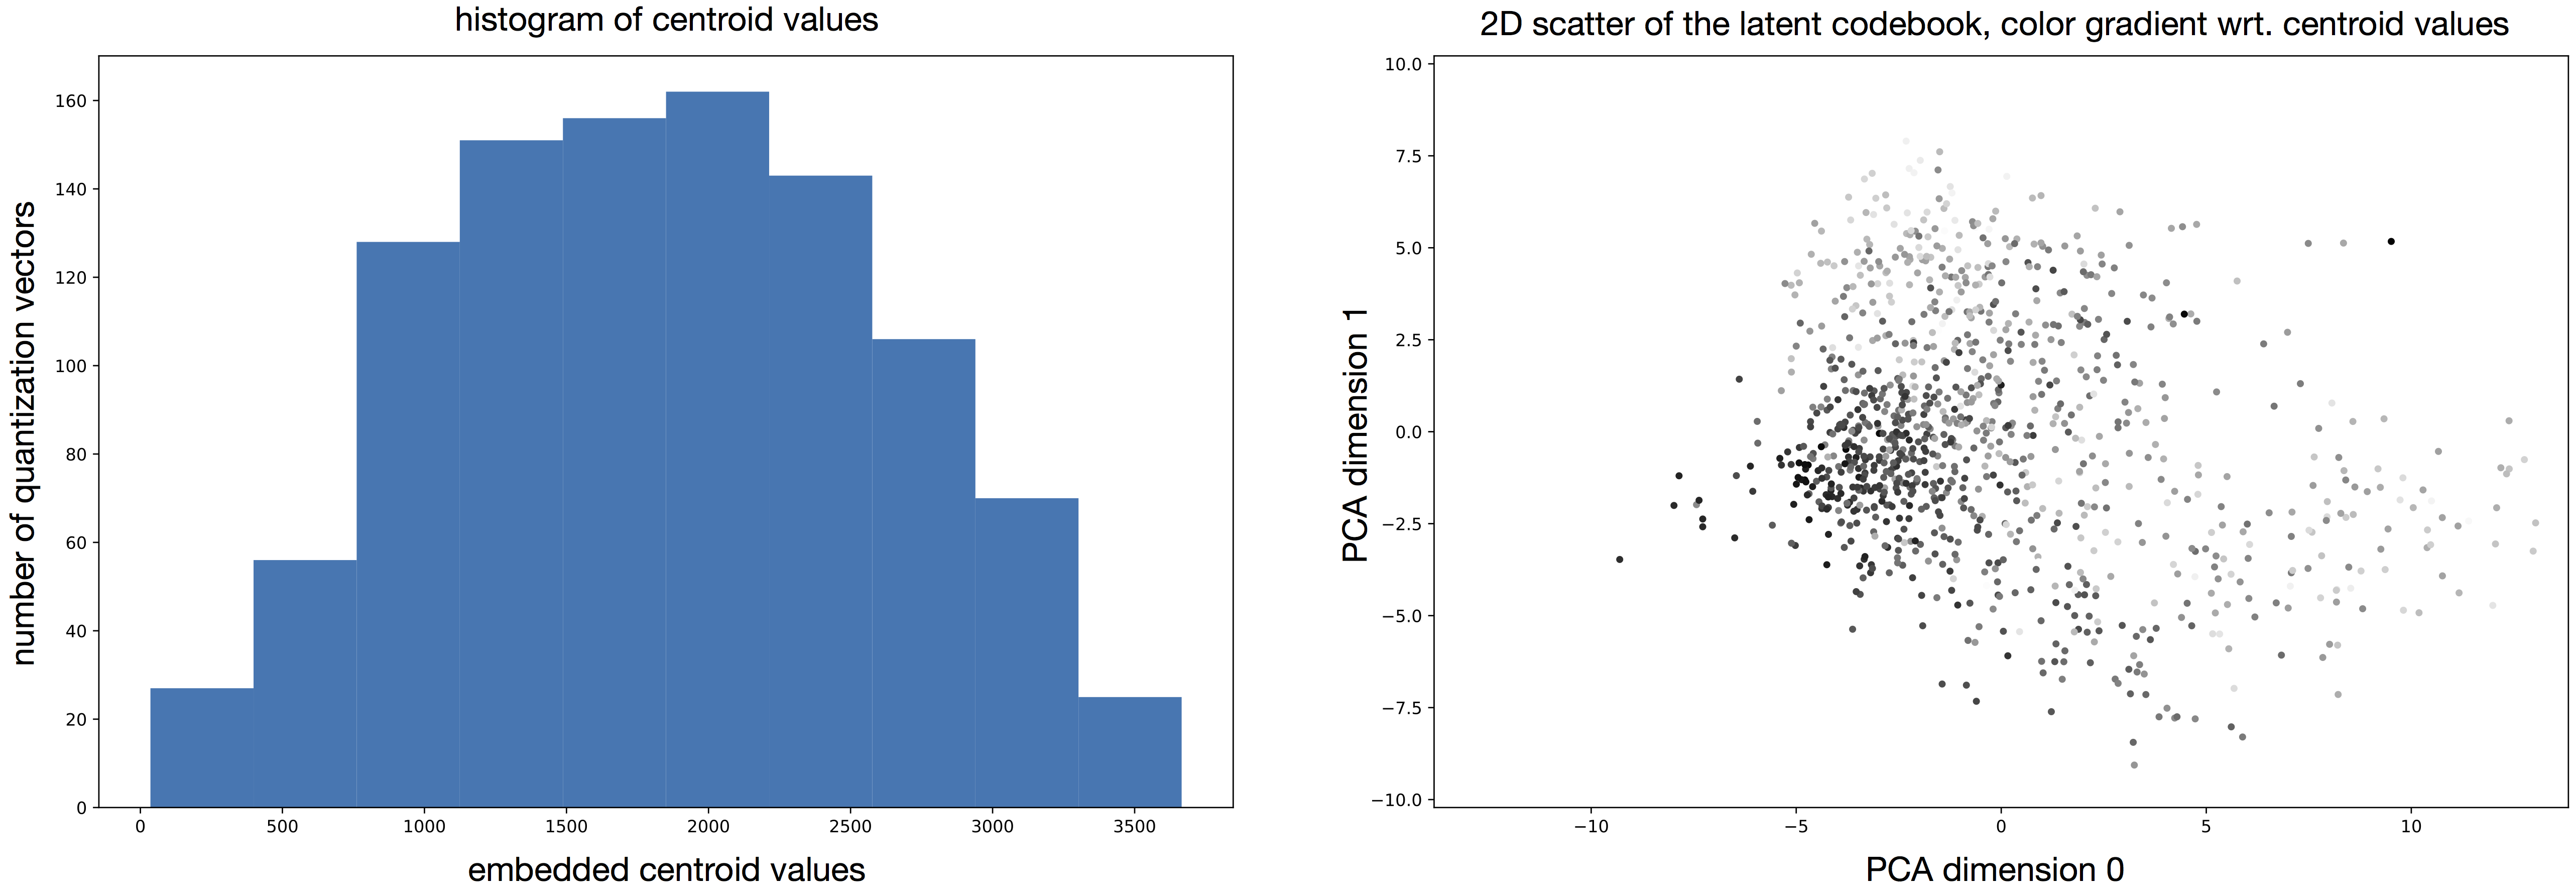 histogram of centroid values
number of quantization vectors
160
140
120
100
80
60
40
20
0
0 500 1000 1500 2000 2500 3000 3500
embedded centroid values
2D scatter of the latent codebook, color gradient wrt. centroid values
PCA dimension 1
10.0
7.5
5.0
2.5
0.0
−2.5
−5.0
−7.5
−10.0
−10 −5 0 5 10
PCA dimension 0